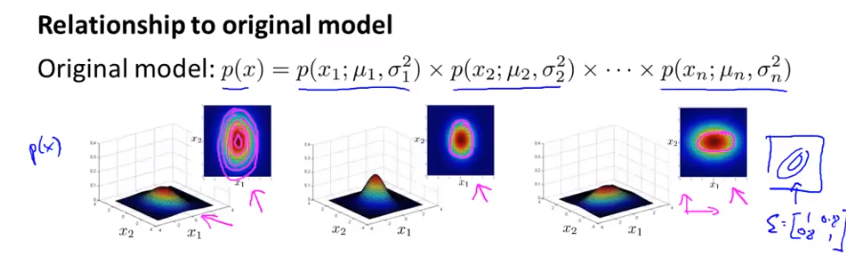 Relationship to original model
Original model: p(x) = p(x₁; μ₁, σ₁²) × p(x₂; μ₂, σ₂²) × ··· × p(xₙ; μₙ, σₙ²)
p(x)
x₂ x₁
x₂ x₁
x₂ x₁
x₂ x₁
x₂ x₁
x₂ x₁
Σ = [1 0.8
0.8 1]